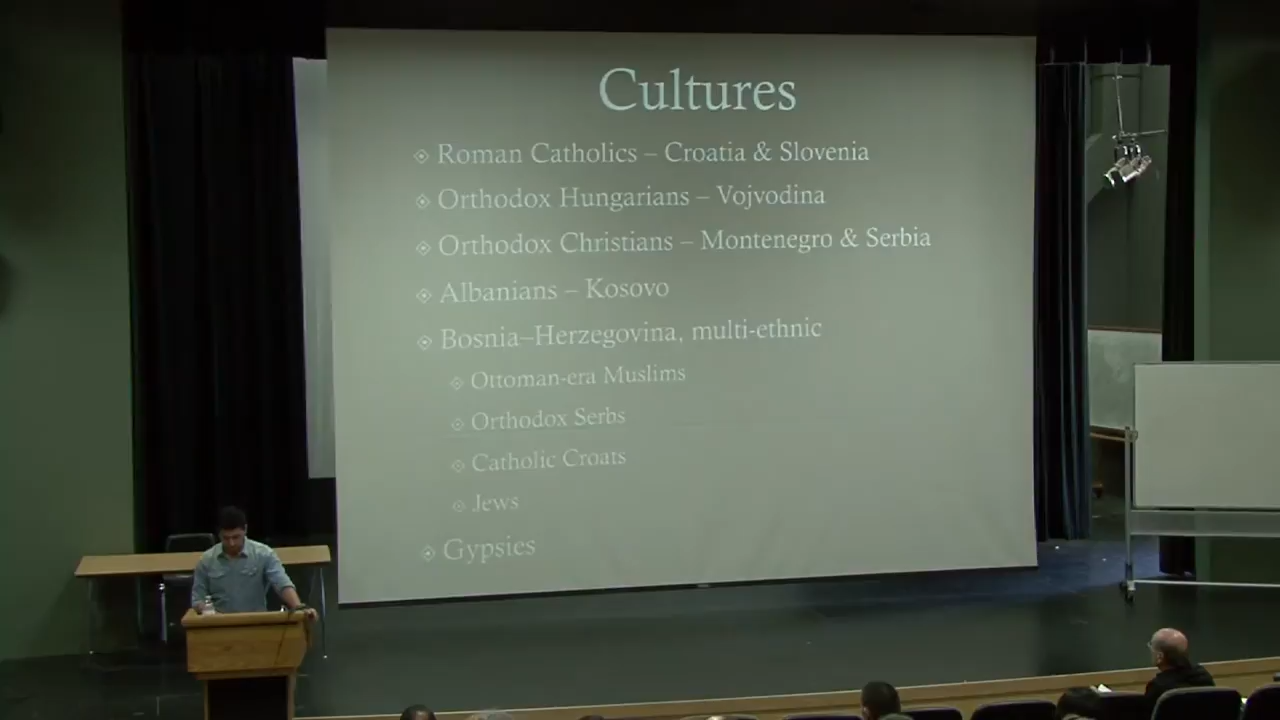 Cultures
Roman Catholics – Croatia & Slovenia
Orthodox Hungarians – Vojvodina
Orthodox Christians – Montenegro & Serbia
Albanians – Kosovo
Bosnia–Herzegovina, multi-ethnic
Ottoman-era Muslims
Orthodox Serbs
Catholic Croats
Jews
Gypsies